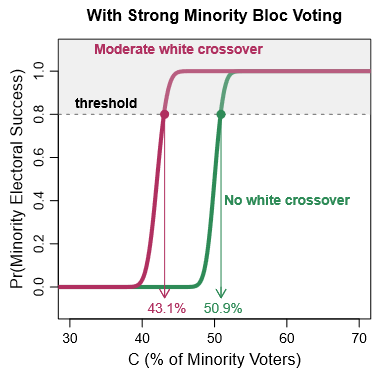 With Strong Minority Bloc Voting
Moderate white crossover
threshold
No white crossover
43.1%
50.9%
Pr(Minority Electoral Success)
0.0
0.2
0.4
0.6
0.8
1.0
30
40
50
60
70
C (% of Minority Voters)